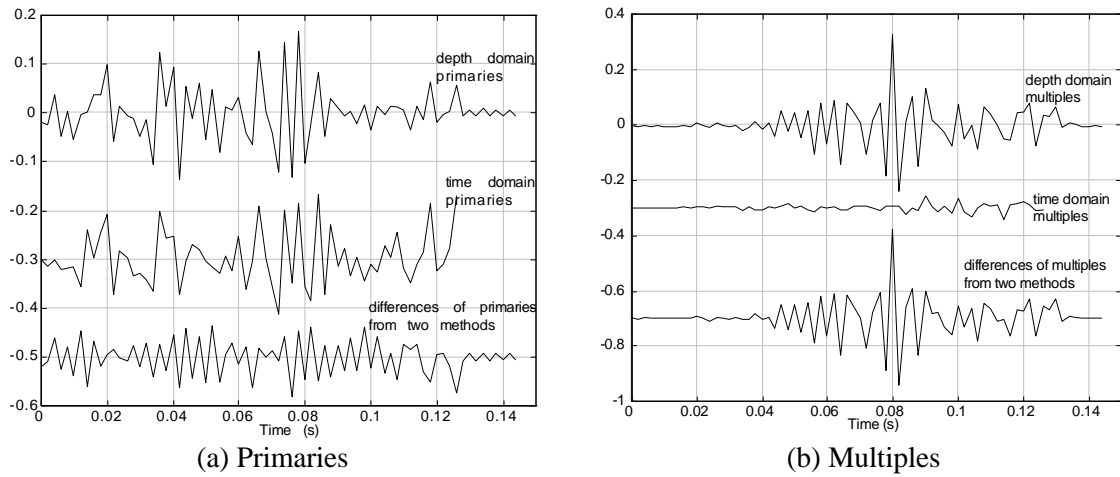 0.2
0.1
0
-0.1
-0.2
-0.3
-0.4
-0.5
-0.6
depth domain
primaries
time domain
primaries
differences of primaries
from two methods
0 0.02 0.04 0.06 0.08 0.1 0.12 0.14
Time (s)
(a) Primaries
0.4
0.2
0
-0.2
-0.4
-0.6
-0.8
-1
depth domain
multiples
time domain
multiples
differences of multiples
from two methods
0 0.02 0.04 0.06 0.08 0.1 0.12 0.14
Time (s)
(b) Multiples